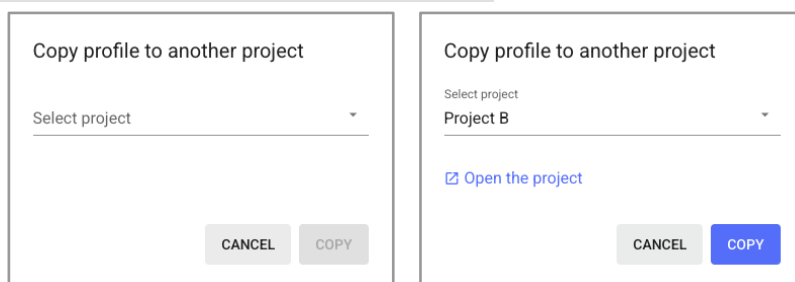 Copy profile to another project
Select project
CANCEL
COPY
Copy profile to another project
Select project
Project B
Open the project
CANCEL
COPY